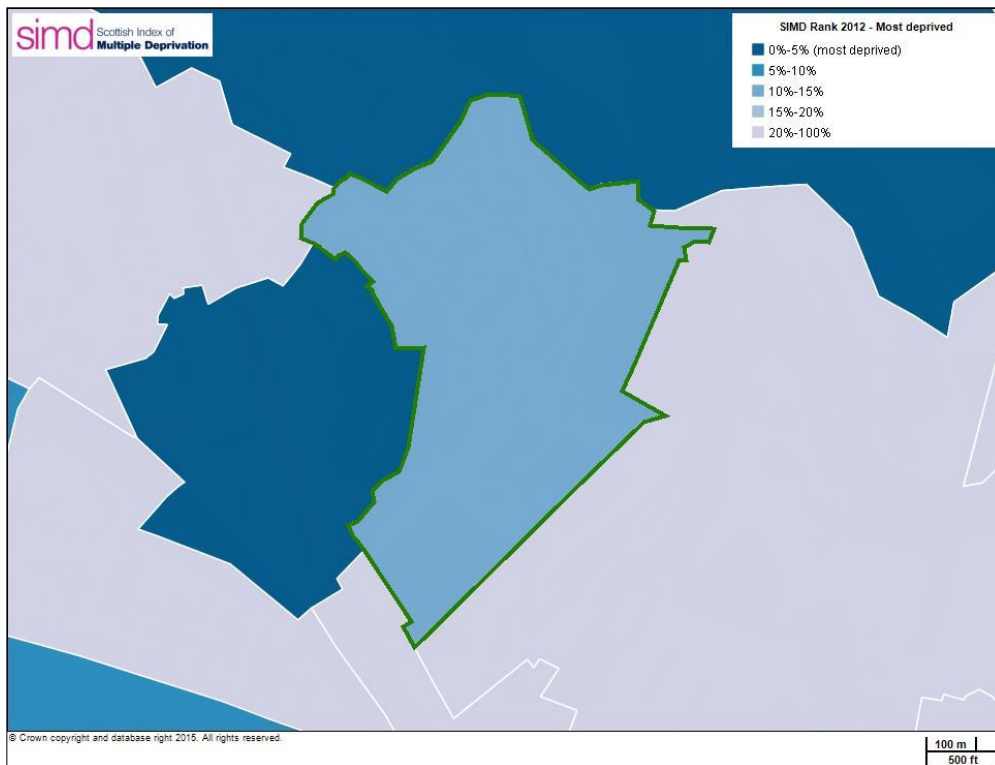 simd Scottish Index of
Multiple Deprivation
SIMD Rank 2012 - Most deprived
0%-5% (most deprived)
5%-10%
10%-15%
15%-20%
20%-100%
© Crown copyright and database right 2015. All rights reserved.
100 m
500 ft